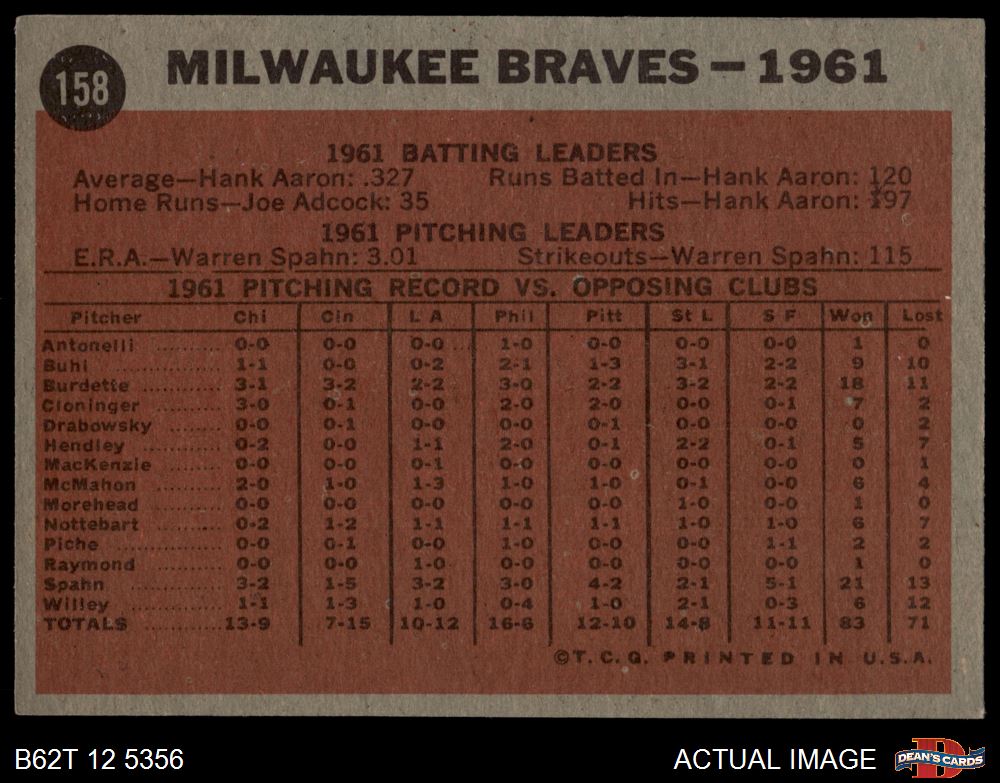 158
MILWAUKEE BRAVES — 1961
1961 BATTING LEADERS
Average—Hank Aaron: .327 Runs Batted In—Hank Aaron: 120
Home Runs—Joe Adcock: 35 Hits—Hank Aaron: 197
1961 PITCHING LEADERS
E.R.A.—Warren Spahn: 3.01 Strikeouts—Warren Spahn: 115
1961 PITCHING RECORD VS. OPPOSING CLUBS
Pitcher Chi Cin L A Phil Pitt St L S F Won Lost
Antonelli .......... 0-0 0-0 0-0 1-0 0-0 0-0 0-0 1 0
Buhl .......... 1-1 0-0 0-2 2-1 1-3 3-1 2-2 9 10
Burdette .......... 3-1 3-2 2-2 3-0 2-2 3-2 2-2 18 11
Cloninger .......... 3-0 0-1 0-0 2-0 2-0 0-0 0-1 7 2
Drabowsky .......... 0-0 0-1 0-0 0-0 0-1 0-0 0-0 0 2
Hendley .......... 0-2 0-0 1-1 2-0 0-1 2-2 0-1 5 7
MacKenzie .......... 0-0 0-0 0-1 0-0 0-0 0-0 0-0 0 1
McMahon .......... 2-0 1-0 1-3 1-0 1-0 0-1 0-0 6 4
Morehead .......... 0-0 0-0 0-0 0-0 0-0 1-0 0-0 1 0
Nottebart .......... 0-2 1-2 1-1 1-1 1-1 1-0 1-0 6 7
Piche .......... 0-0 0-1 0-0 1-0 0-0 0-0 1-1 2 2
Raymond .......... 0-0 0-0 1-0 0-0 0-0 0-0 0-0 1 0
Spahn .......... 3-2 1-5 3-2 3-0 4-2 2-1 5-1 21 13
Willey .......... 1-1 1-3 1-0 0-4 1-0 2-1 0-3 6 12
TOTALS .......... 13-9 7-15 10-12 16-6 12-10 14-8 11-11 83 71
©T.C.G. PRINTED IN U.S.A.
B62T 12 5356 ACTUAL IMAGE D DEAN'S CARDS